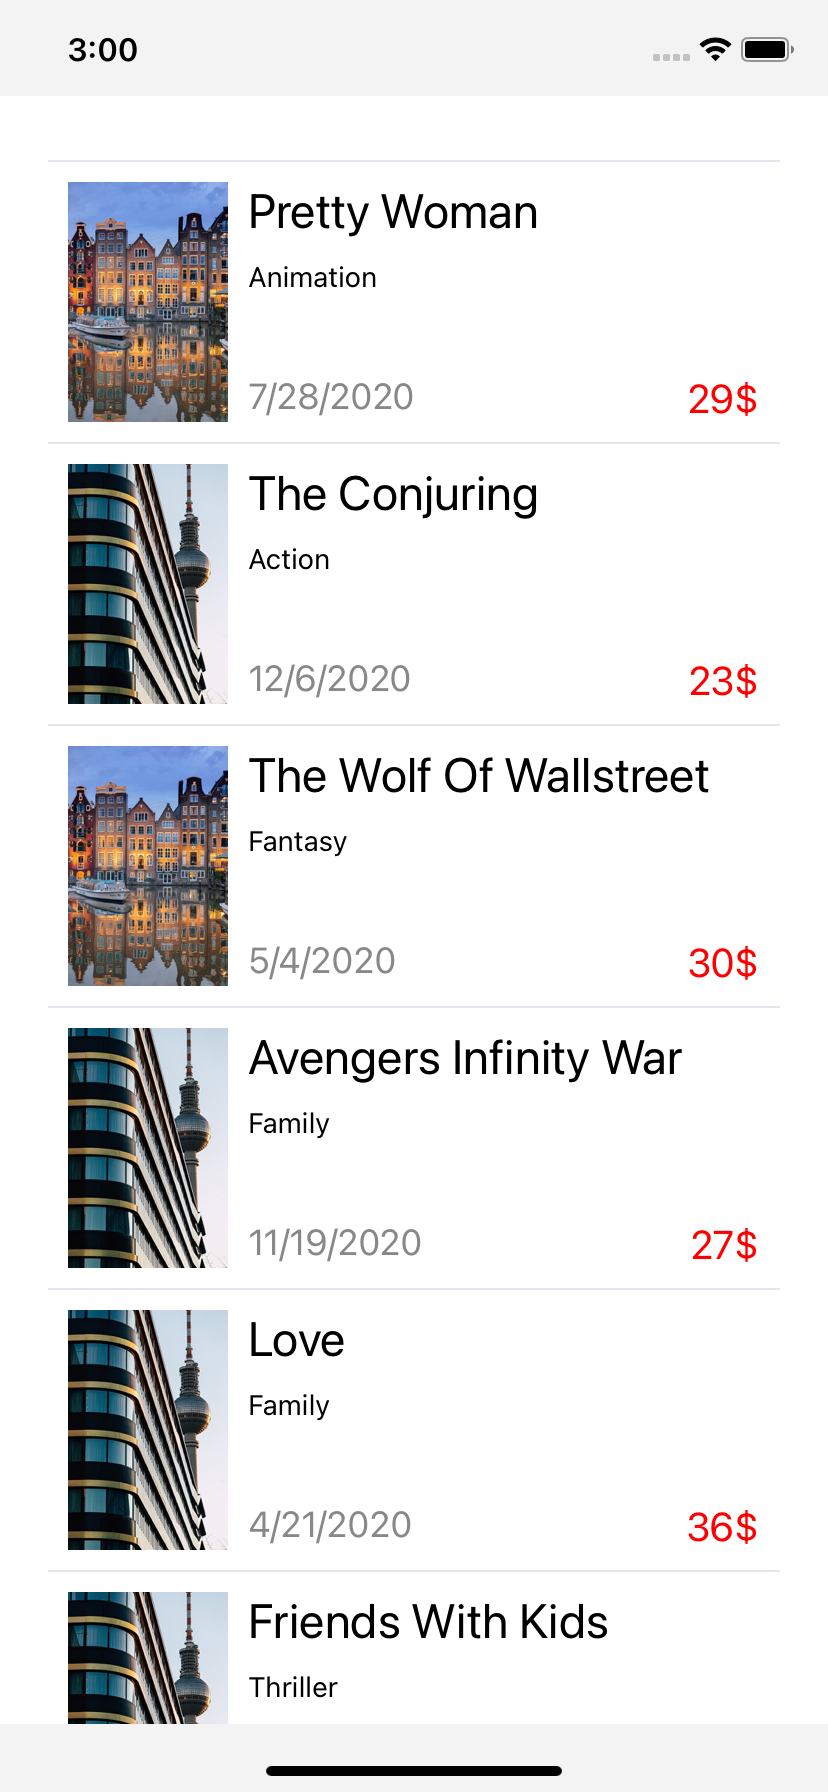 3:00
Pretty Woman
Animation
7/28/2020 29$
The Conjuring
Action
12/6/2020 23$
The Wolf Of Wallstreet
Fantasy
5/4/2020 30$
Avengers Infinity War
Family
11/19/2020 27$
Love
Family
4/21/2020 36$
Friends With Kids
Thriller